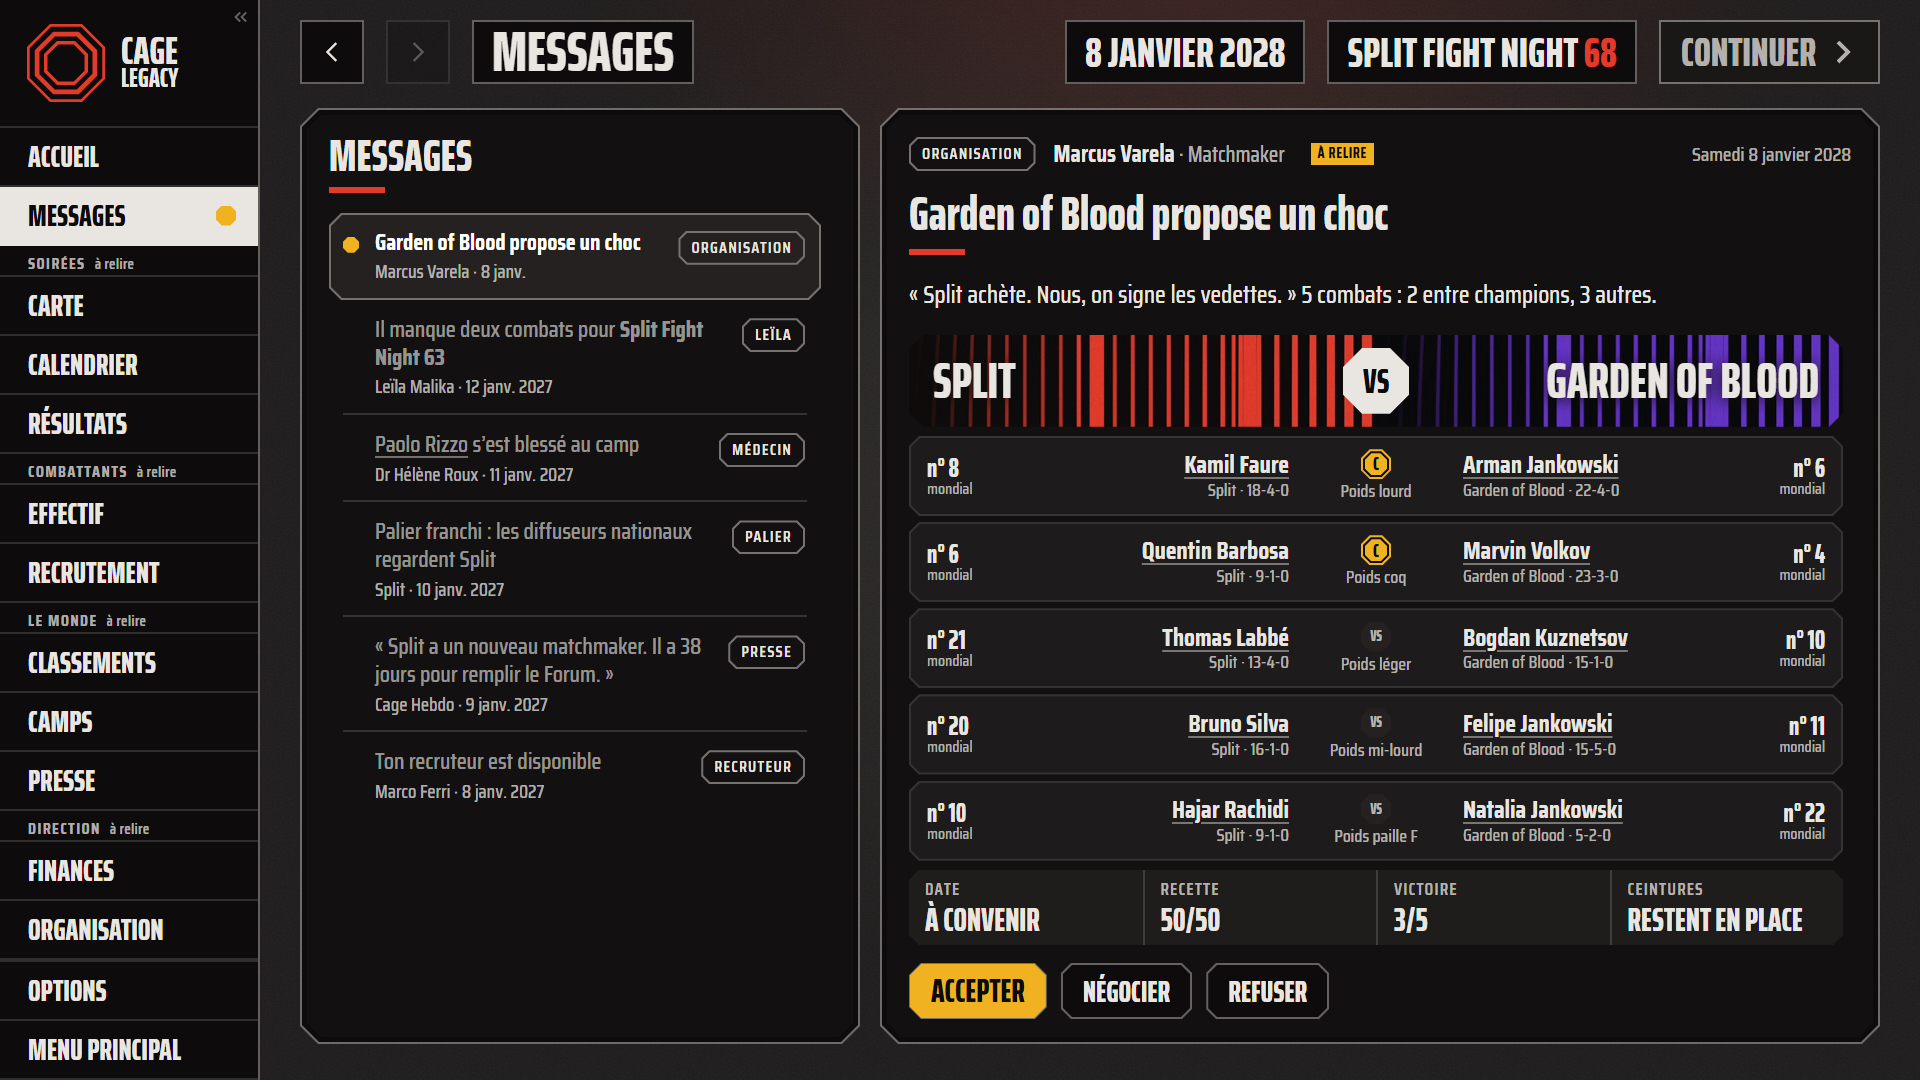 CAGE
LEGACY
ACCUEIL
MESSAGES
SOIRÉES à relire
CARTE
CALENDRIER
RÉSULTATS
COMBATTANTS à relire
EFFECTIF
RECRUTEMENT
LE MONDE à relire
CLASSEMENTS
CAMPS
PRESSE
DIRECTION à relire
FINANCES
ORGANISATION
OPTIONS
MENU PRINCIPAL
MESSAGES
8 JANVIER 2028
SPLIT FIGHT NIGHT 68
CONTINUER
MESSAGES
Garden of Blood propose un choc
ORGANISATION
Marcus Varela · 8 janv.
Il manque deux combats pour Split Fight
Night 63
LEÏLA
Leïla Malika · 12 janv. 2027
Paolo Rizzo s'est blessé au camp
MÉDECIN
Dr Hélène Roux · 11 janv. 2027
Palier franchi : les diffuseurs nationaux
regardent Split
PALIER
Split · 10 janv. 2027
« Split a un nouveau matchmaker. Il a 38
jours pour remplir le Forum. »
PRESSE
Cage Hebdo · 9 janv. 2027
Ton recruteur est disponible
RECRUTEUR
Marco Ferri · 8 janv. 2027
ORGANISATION Marcus Varela · Matchmaker À RELIRE Samedi 8 janvier 2028
Garden of Blood propose un choc
« Split achète. Nous, on signe les vedettes. » 5 combats : 2 entre champions, 3 autres.
SPLIT VS GARDEN OF BLOOD
n° 8 Kamil Faure C Arman Jankowski n° 6
mondial Split · 18-4-0 Poids lourd Garden of Blood · 22-4-0 mondial
n° 6 Quentin Barbosa C Marvin Volkov n° 4
mondial Split · 9-1-0 Poids coq Garden of Blood · 23-3-0 mondial
n° 21 Thomas Labbé VS Bogdan Kuznetsov n° 10
mondial Split · 13-4-0 Poids léger Garden of Blood · 15-1-0 mondial
n° 20 Bruno Silva VS Felipe Jankowski n° 11
mondial Split · 16-1-0 Poids mi-lourd Garden of Blood · 15-5-0 mondial
n° 10 Hajar Rachidi VS Natalia Jankowski n° 22
mondial Split · 9-1-0 Poids paille F Garden of Blood · 5-2-0 mondial
DATE RECETTE VICTOIRE CEINTURES
À CONVENIR 50/50 3/5 RESTENT EN PLACE
ACCEPTER NÉGOCIER REFUSER